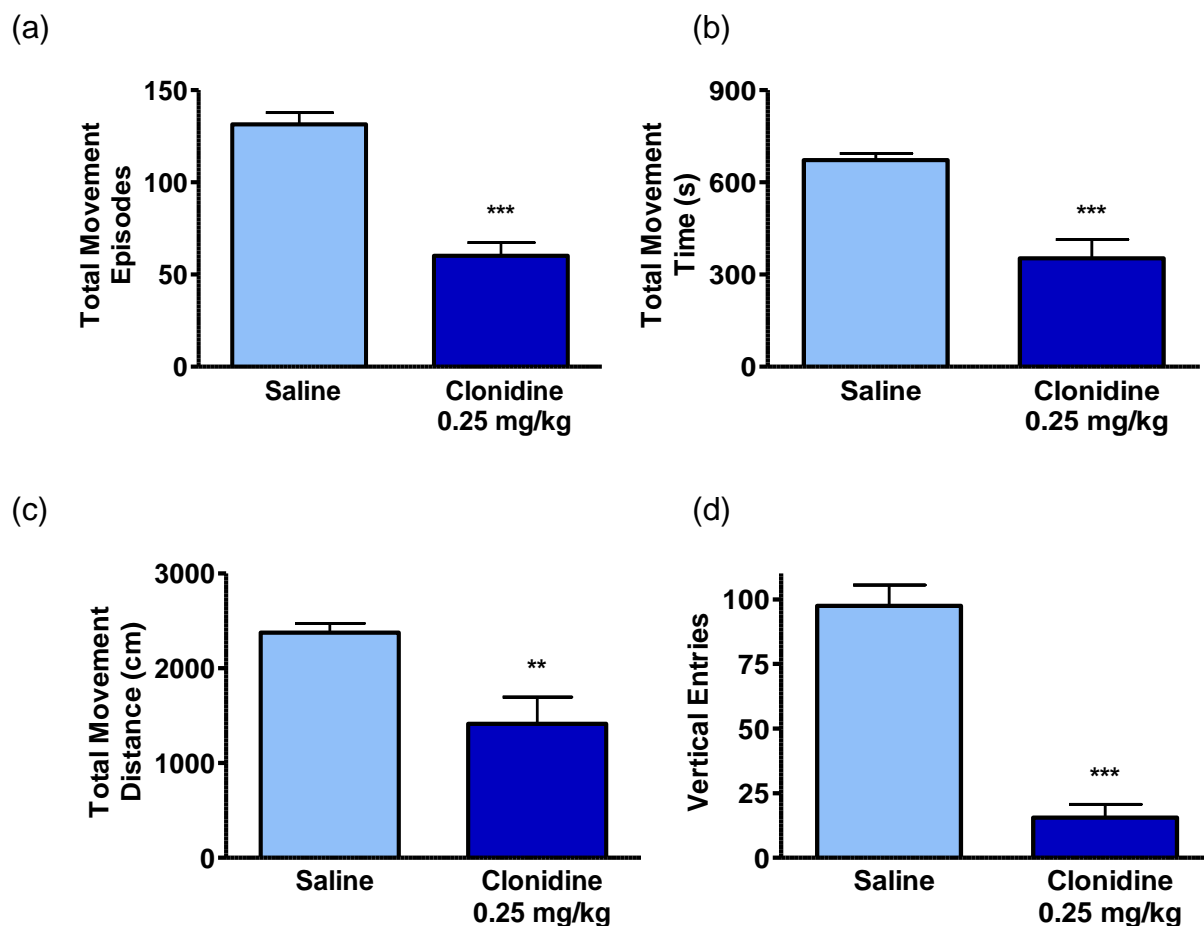 (a)
Total Movement
Episodes
150
100
50
0
***
Saline
Clonidine
0.25 mg/kg
(b)
Total Movement
Time (s)
900
600
300
0
***
Saline
Clonidine
0.25 mg/kg
(c)
Total Movement
Distance (cm)
3000
2000
1000
0
**
Saline
Clonidine
0.25 mg/kg
(d)
Vertical Entries
100
75
50
25
0
***
Saline
Clonidine
0.25 mg/kg